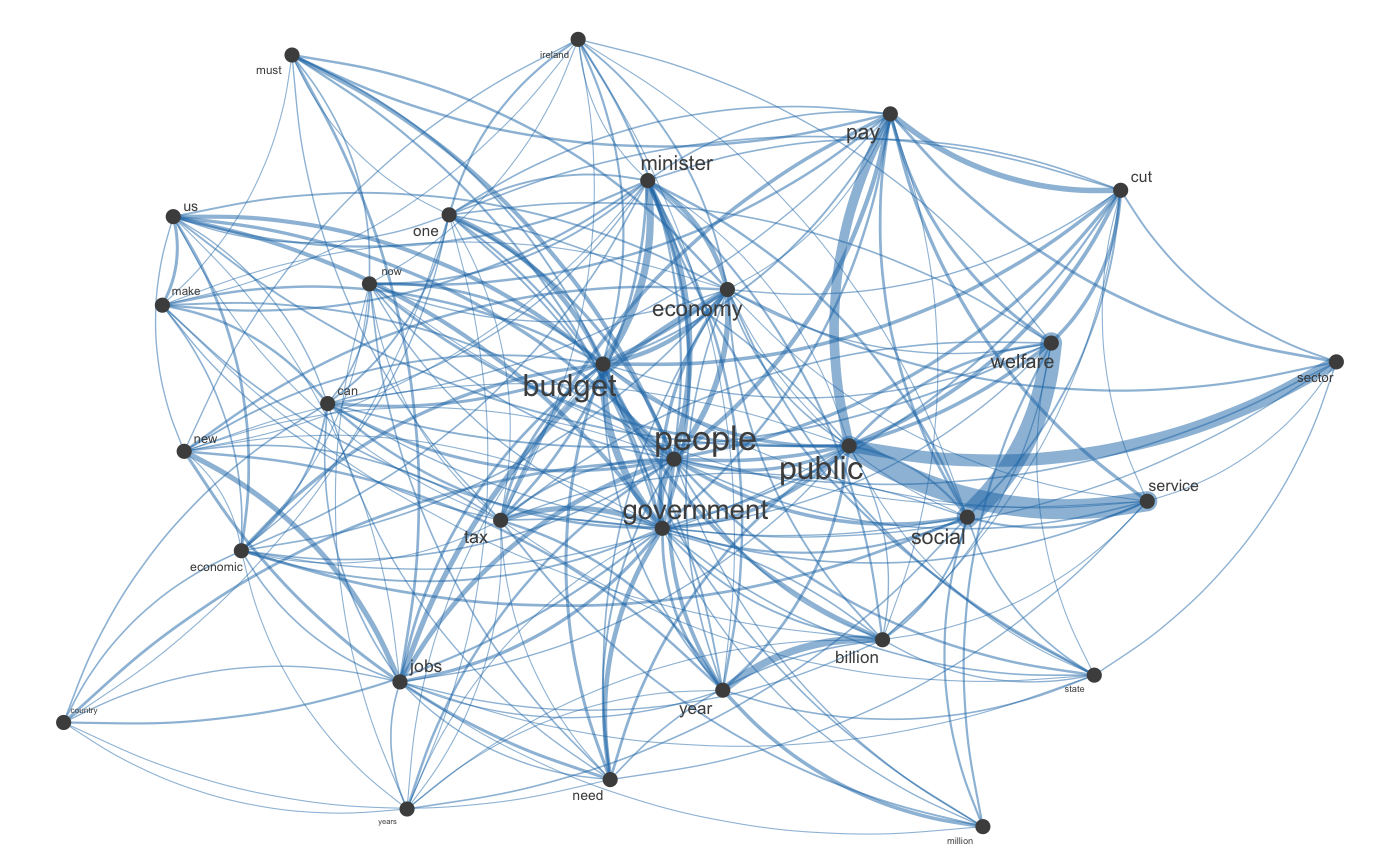 ireland
must
pay
minister
cut
us
one
now
make
economy
welfare
sector
budget
can
new
people
public
service
government
social
tax
economic
billion
jobs
state
year
country
need
years
million